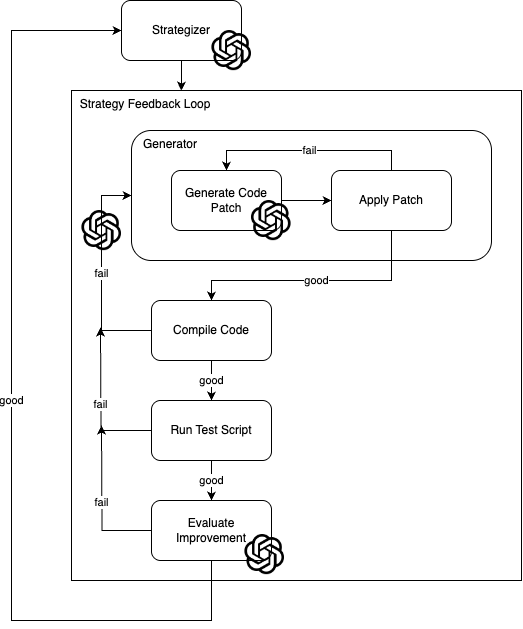 Strategizer
Strategy Feedback Loop
Generator
fail
Generate Code
Patch
Apply Patch
fail
good
Compile Code
good
good
fail
Run Test Script
good
fail
Evaluate
Improvement